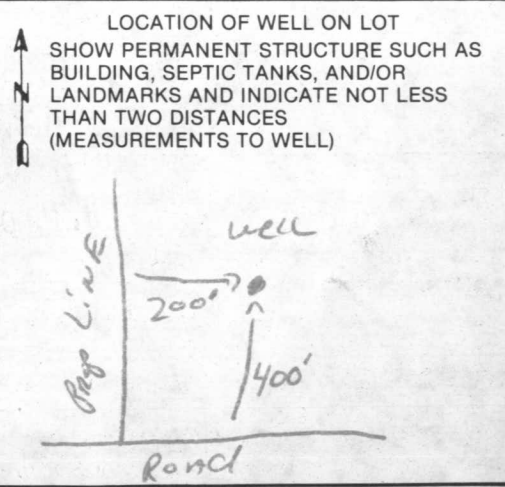 LOCATION OF WELL ON LOT
SHOW PERMANENT STRUCTURE SUCH AS
BUILDING, SEPTIC TANKS, AND/OR
N LANDMARKS AND INDICATE NOT LESS
THAN TWO DISTANCES
(MEASUREMENTS TO WELL)
well
Prop LiNE
200'
400'
Road